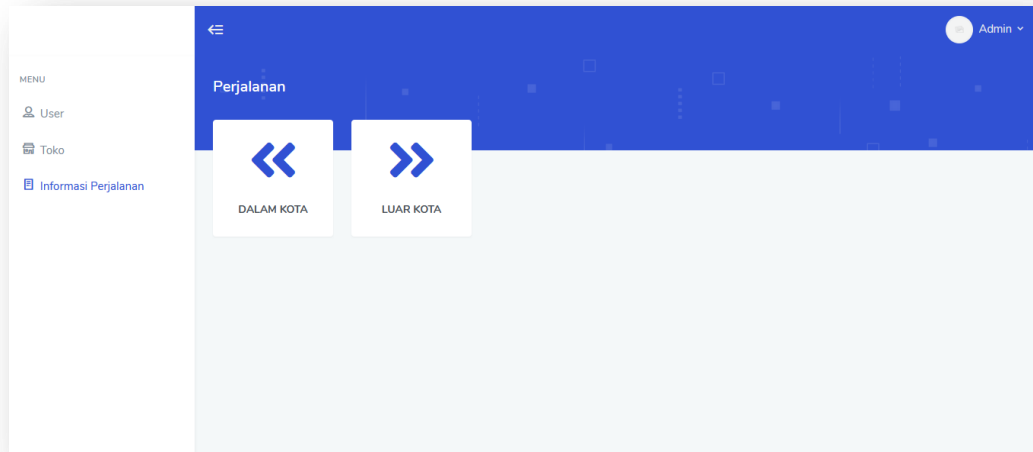 Admin
MENU
User
Toko
Informasi Perjalanan
Perjalanan
DALAM KOTA
LUAR KOTA